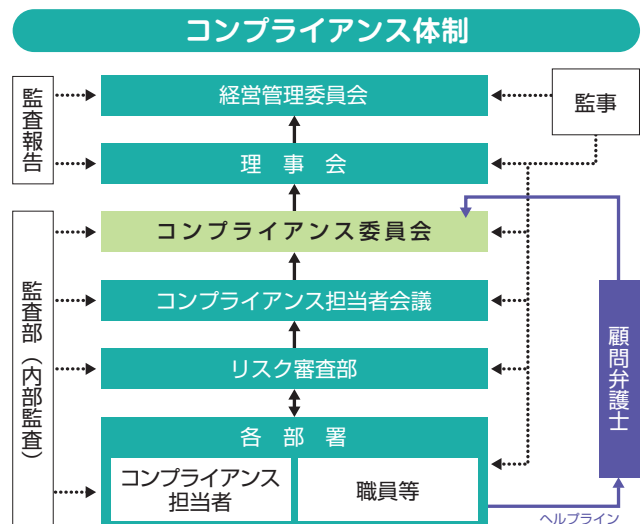 コンプライアンス体制
監査報告
経営管理委員会
監事
理事会
コンプライアンス委員会
監査部（内部監査）
コンプライアンス担当者会議
顧問弁護士
リスク審査部
各部署
コンプライアンス
担当者
職員等
ヘルプライン